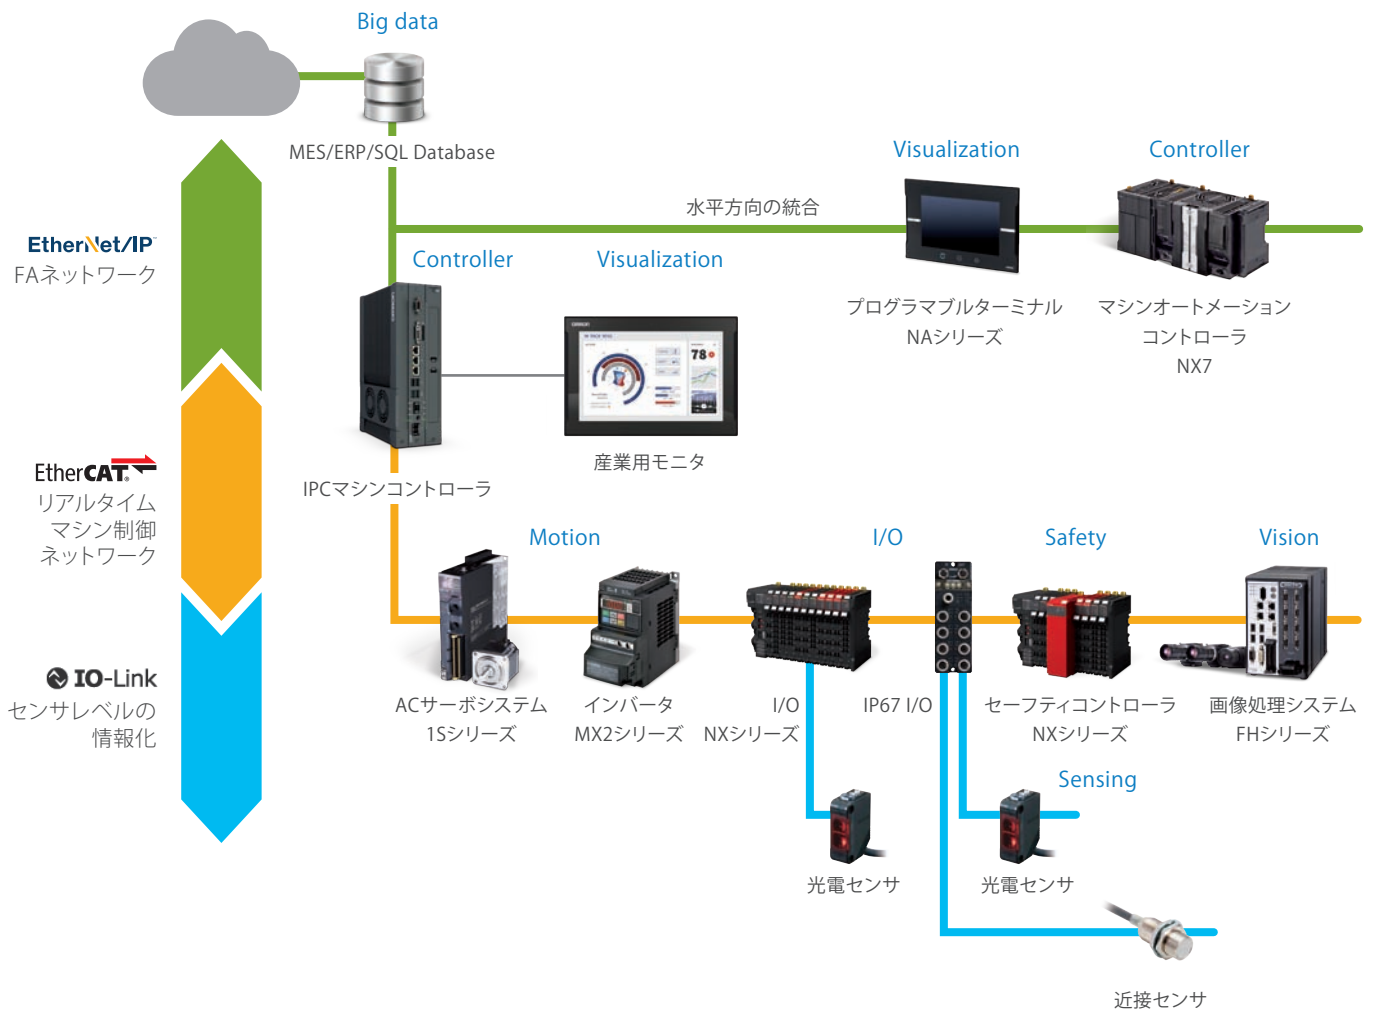 Big data
MES/ERP/SQL Database
Visualization
Controller
水平方向の統合
EtherNet/IP
FAネットワーク
Controller
Visualization
プログラマブルターミナル
NAシリーズ
マシンオートメーション
コントローラ
NX7
78
産業用モニタ
IPCマシンコントローラ
EtherCAT®
リアルタイム
マシン制御
ネットワーク
Motion
I/O
Safety
Vision
IO-Link
センサレベルの
情報化
ACサーボシステム
1Sシリーズ
インバータ
MX2シリーズ
I/O
NXシリーズ
IP67 I/O
セーフティコントローラ
NXシリーズ
画像処理システム
FHシリーズ
Sensing
光電センサ
光電センサ
近接センサ